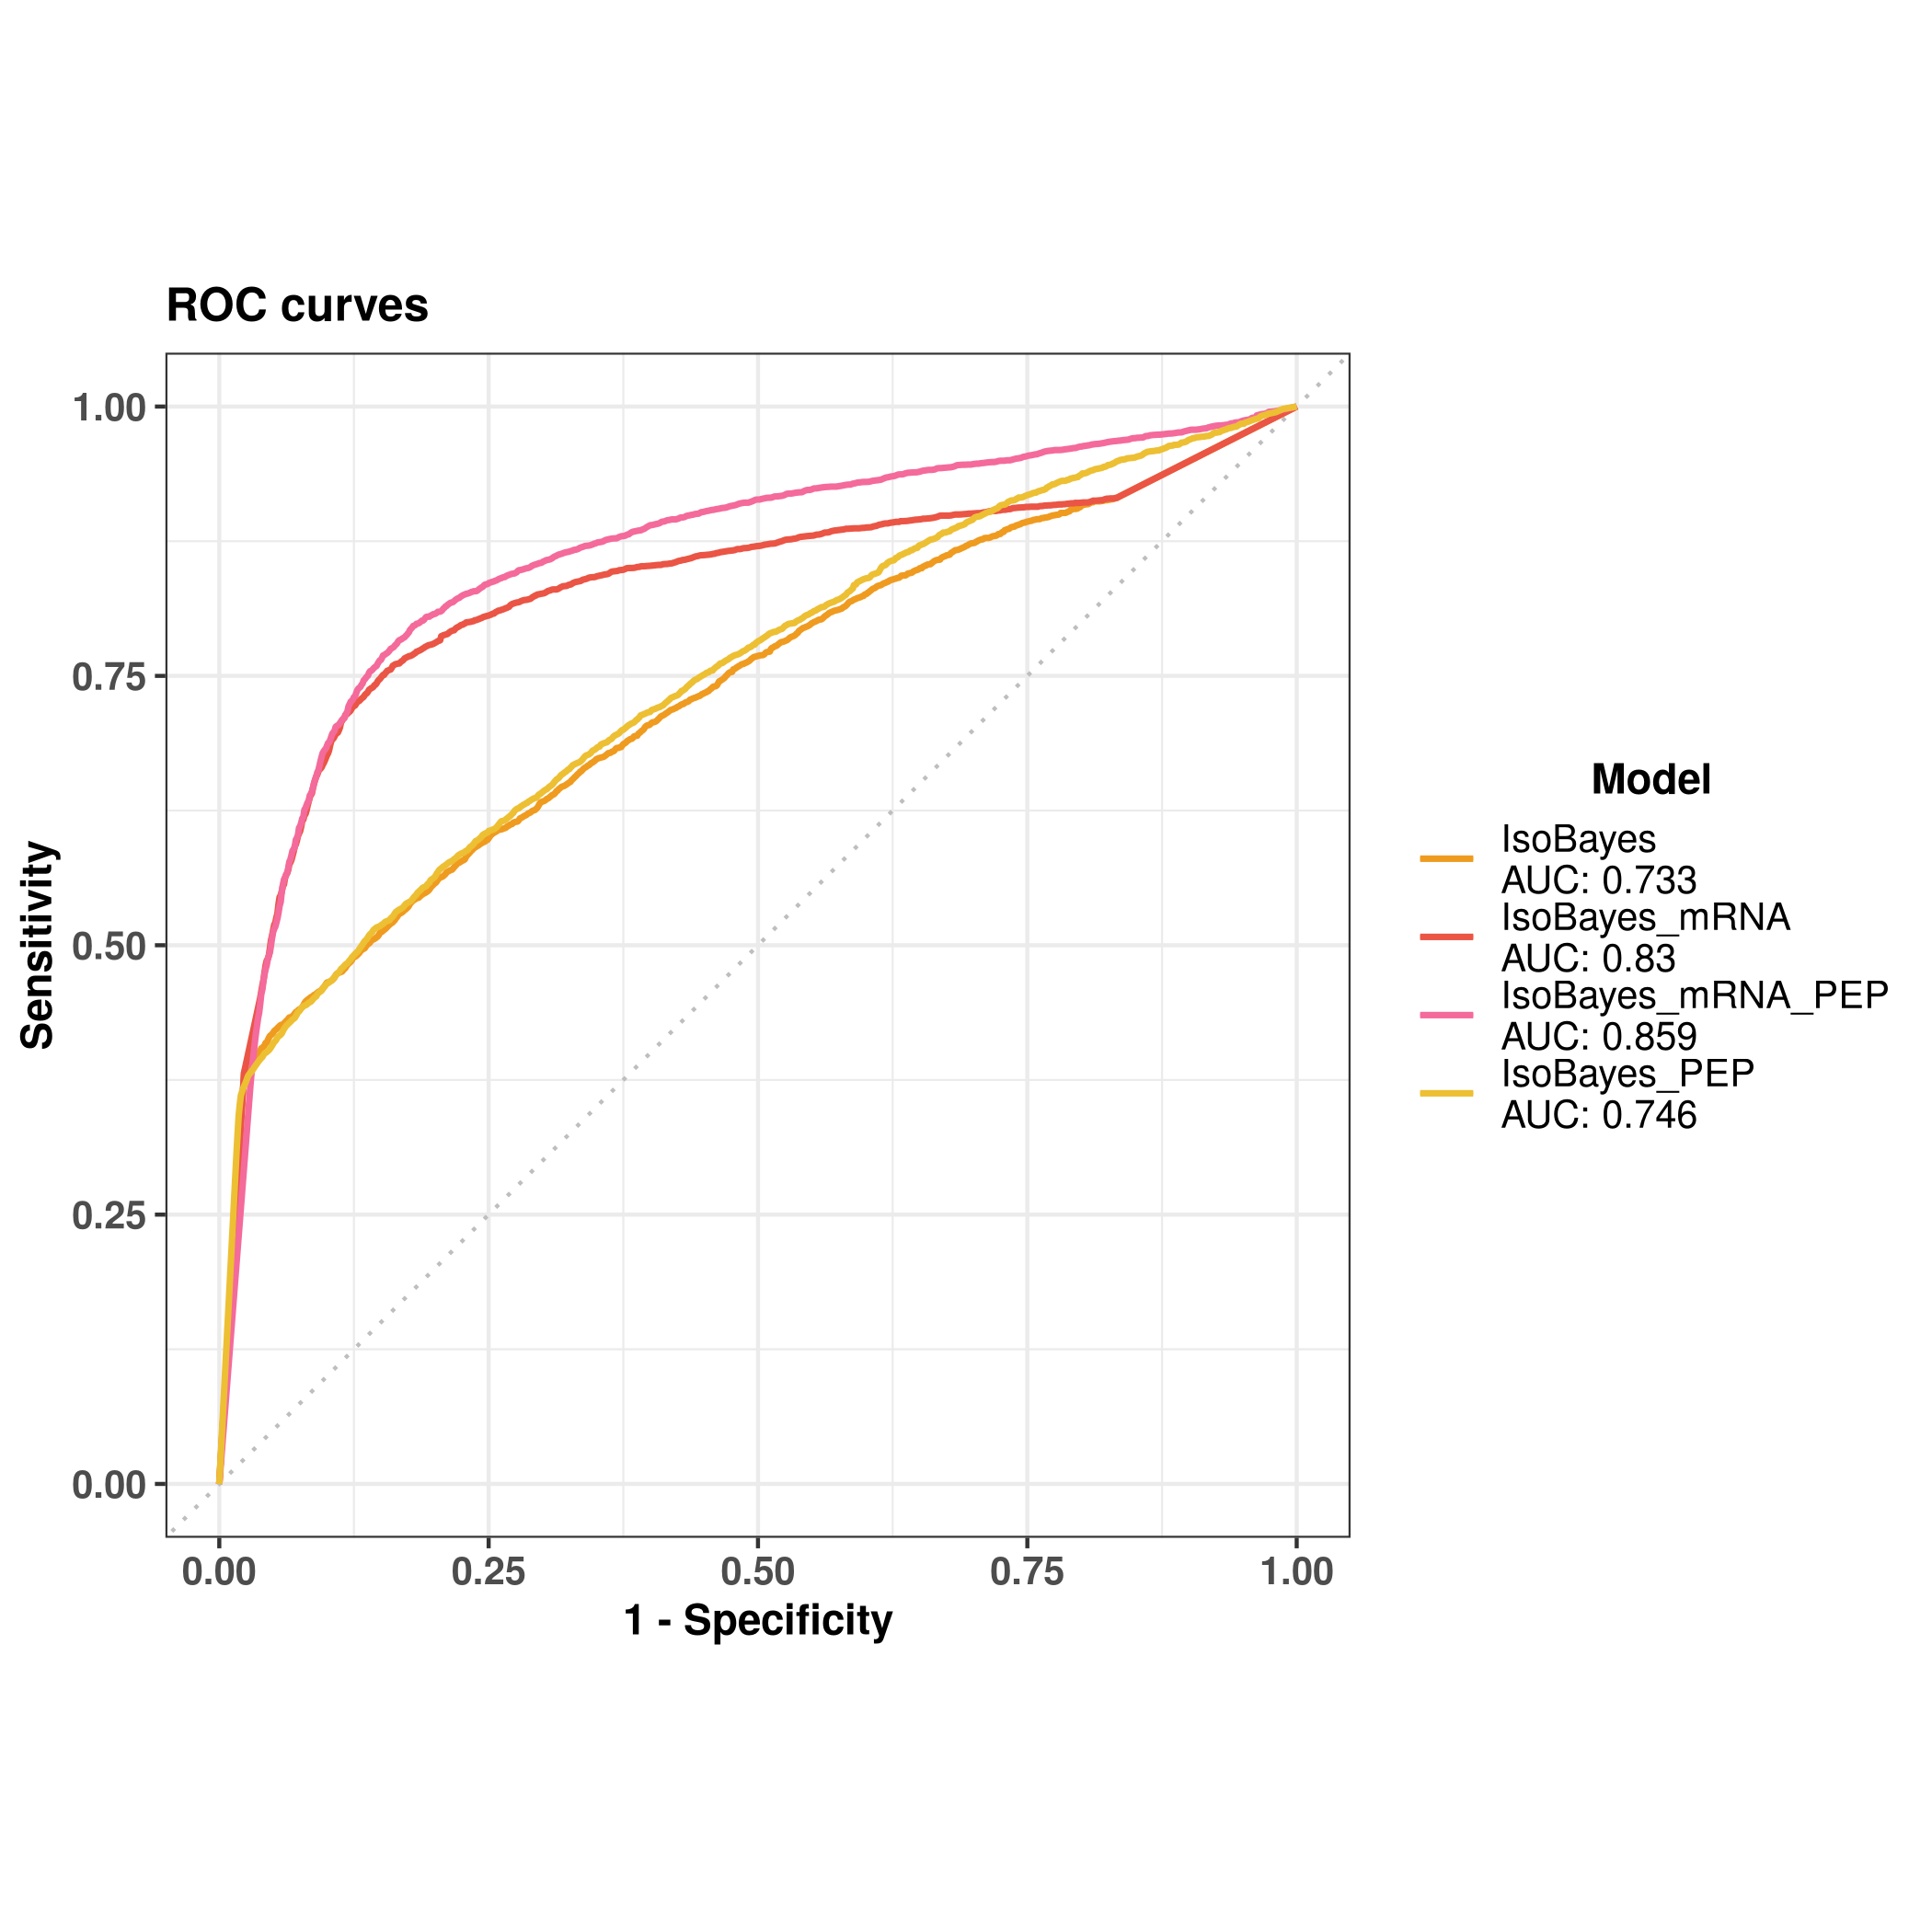 ROC curves
1.00
0.75
0.50
0.25
0.00
Sensitivity
0.00 0.25 0.50 0.75 1.00
1 - Specificity
Model
IsoBayes
AUC: 0.733
IsoBayes_mRNA
AUC: 0.83
IsoBayes_mRNA_PEP
AUC: 0.859
IsoBayes_PEP
AUC: 0.746